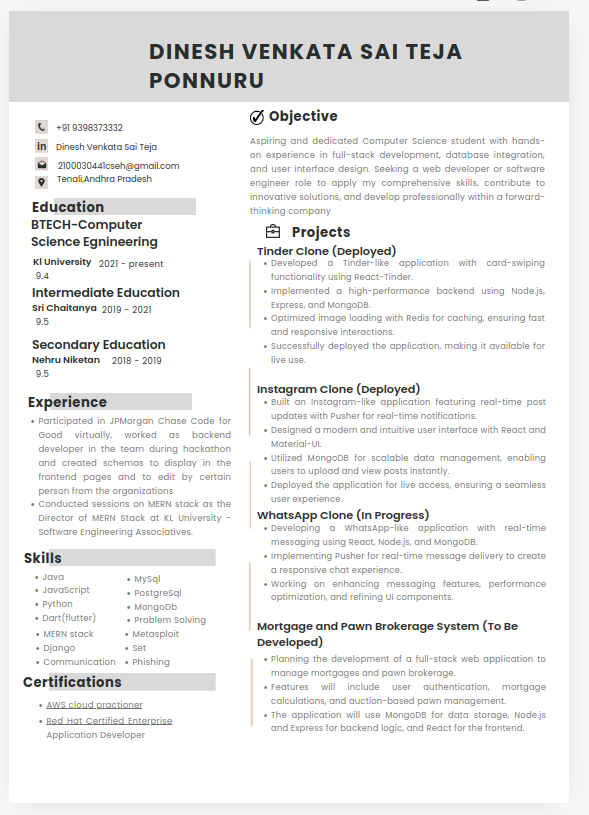 DINESH VENKATA SAI TEJA
PONNURU
+91 9398373332
in Dinesh Venkata Sai Teja
2100030441cseh@gmail.com
Tenali,Andhra Pradesh
Education
BTECH-Computer
Science Egnineering
Kl University 2021 - present
9.4
Intermediate Education
Sri Chaitanya 2019 - 2021
9.5
Secondary Education
Nehru Niketan 2018 - 2019
9.5
Experience
• Participated in JPMorgan Chase Code for
Good virtually, worked as backend
developer in the team during hackathon
and created schemas to display in the
frontend pages and to edit by certain
person from the organizations
• Conducted sessions on MERN stack as the
Director of MERN Stack at KL University -
Software Engineering Associatives.
Skills
• Java
• JavaScript
• Python
• Dart(flutter)
• MERN stack
• Django
• Communication
• MySql
• PostgreSql
• MongoDb
• Problem Solving
• Metasploit
• Set
• Phishing
Certifications
• AWS cloud practioner
• Red Hat Certified Enterprise
Application Developer
Objective
Aspiring and dedicated Computer Science student with hands-
on experience in full-stack development, database integration,
and user interface design. Seeking a web developer or software
engineer role to apply my comprehensive skills, contribute to
innovative solutions, and develop professionally within a forward-
thinking company
Projects
Tinder Clone (Deployed)
• Developed a Tinder-like application with card-swiping
functionality using React-Tinder.
• Implemented a high-performance backend using Node.js,
Express, and MongoDB.
• Optimized image loading with Redis for caching, ensuring fast
and responsive interactions.
• Successfully deployed the application, making it available for
live use.
Instagram Clone (Deployed)
• Built an Instagram-like application featuring real-time post
updates with Pusher for real-time notifications.
• Designed a modern and intuitive user interface with React and
Material-UI.
• Utilized MongoDB for scalable data management, enabling
users to upload and view posts instantly.
• Deployed the application for live access, ensuring a seamless
user experience.
WhatsApp Clone (In Progress)
• Developing a WhatsApp-like application with real-time
messaging using React, Node.js, and MongoDB.
• Implementing Pusher for real-time message delivery to create
a responsive chat experience.
• Working on enhancing messaging features, performance
optimization, and refining UI components.
Mortgage and Pawn Brokerage System (To Be
Developed)
• Planning the development of a full-stack web application to
manage mortgages and pawn brokerage.
• Features will include user authentication, mortgage
calculations, and auction-based pawn management.
• The application will use MongoDB for data storage, Node.js
and Express for backend logic, and React for the frontend.